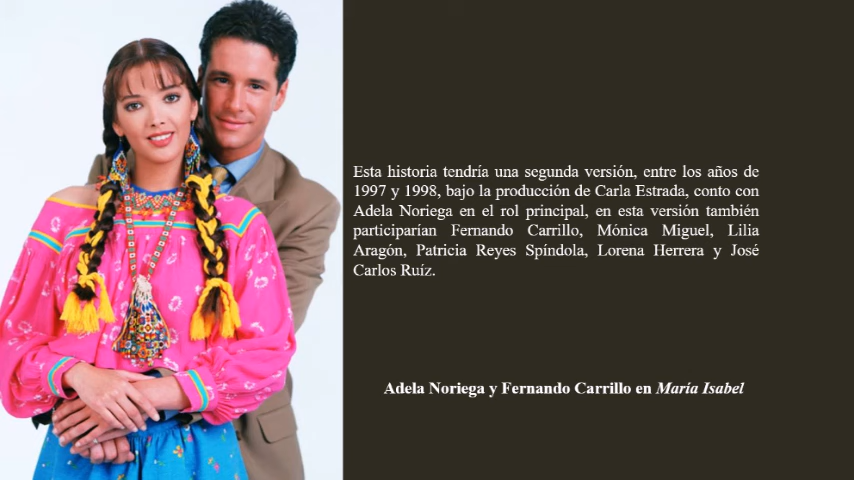 Esta historia tendría una segunda versión, entre los años de
1997 y 1998, bajo la producción de Carla Estrada, conto con
Adela Noriega en el rol principal, en esta versión también
participarían Fernando Carrillo, Mónica Miguel, Lilia
Aragón, Patricia Reyes Spíndola, Lorena Herrera y José
Carlos Ruíz.
Adela Noriega y Fernando Carrillo en María Isabel